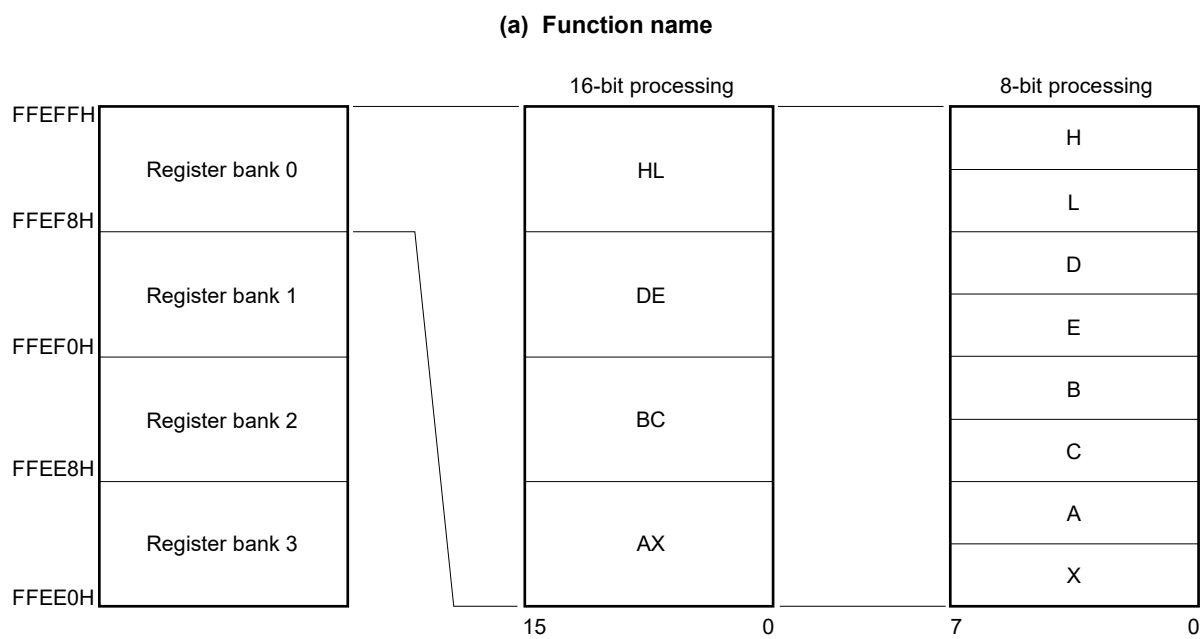 (a) Function name
16-bit processing 8-bit processing
FFEFFH
Register bank 0 HL H
L
FFEF8H
Register bank 1 DE D
E
FFEF0H
Register bank 2 BC B
C
FFEE8H
Register bank 3 AX A
X
FFEE0H
15 0 7 0